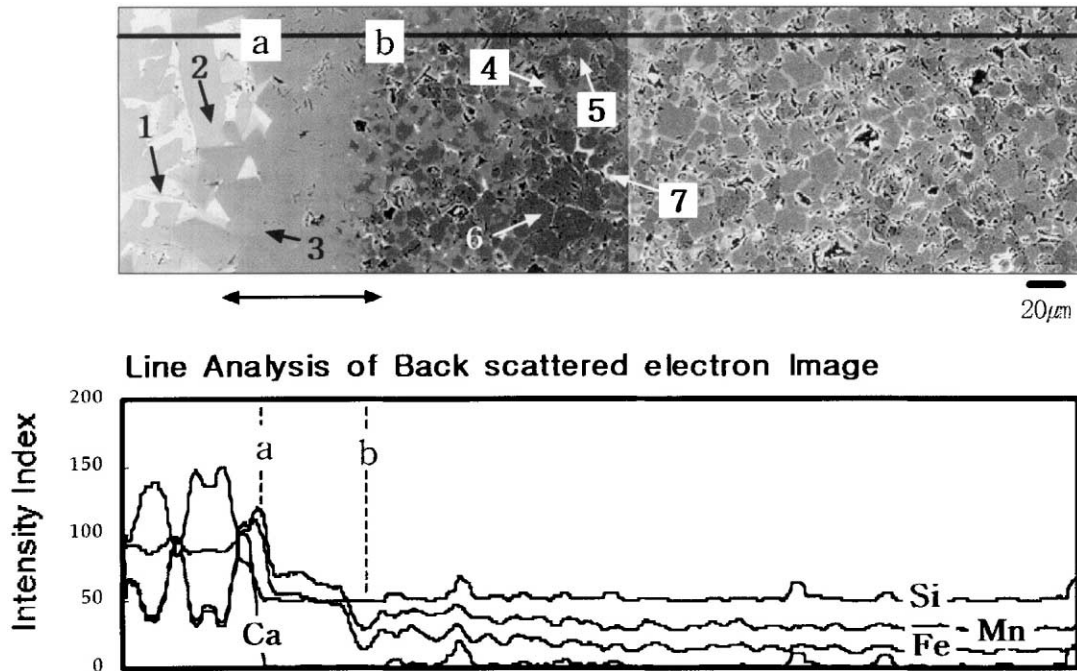 a b
2 4
1 5
3 6 7
20㎛
Line Analysis of Back scattered electron Image
200
150
100
50
0
Intensity Index
a
b
Ca
Si
Fe
Mn